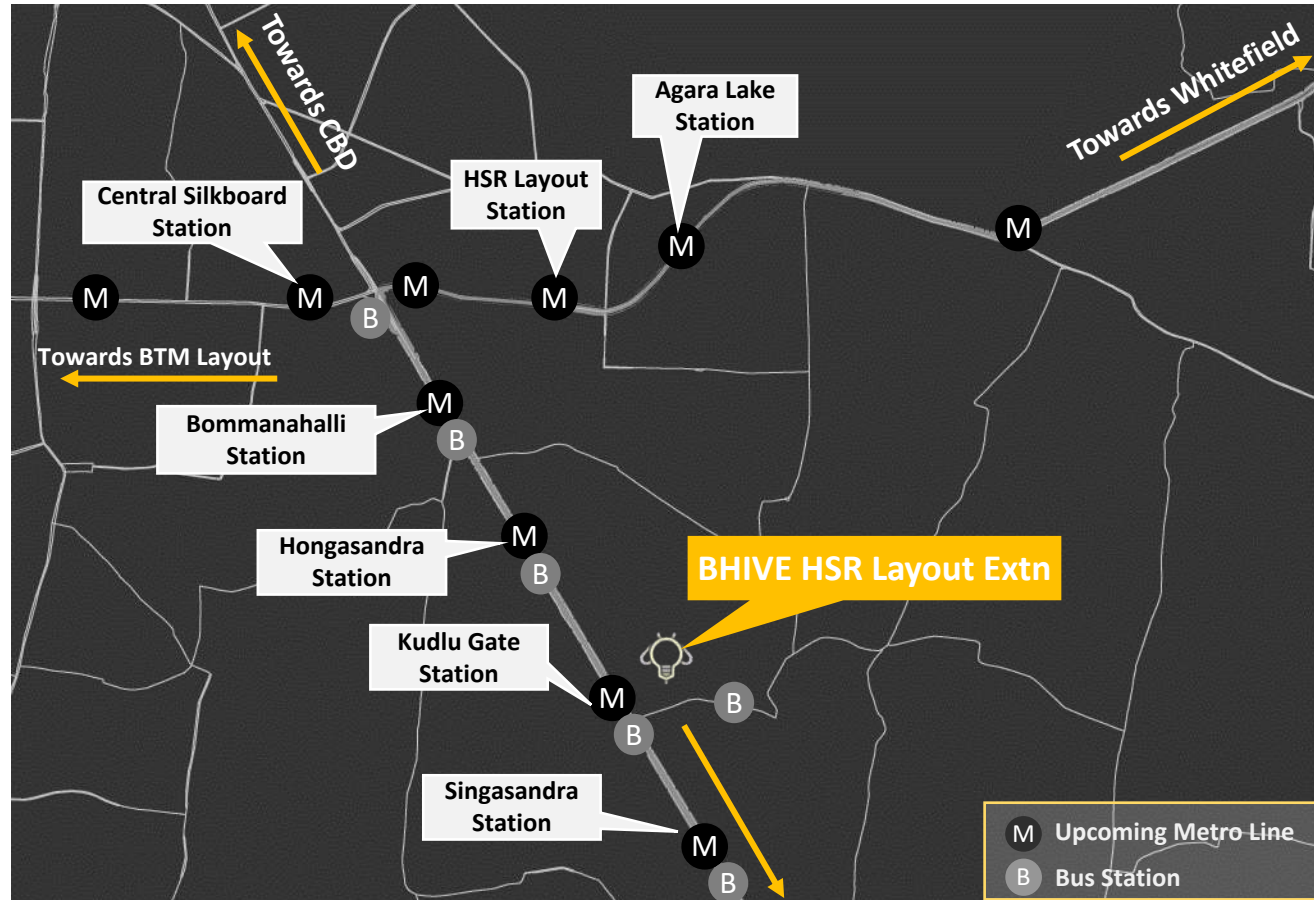 Towards CBD
Towards Whitefield
Agara Lake
Station
HSR Layout
Station
Central Silkboard
Station
M
M
M
M
M
M
B
Towards BTM Layout
M
Bommanahalli
Station
B
Hongasandra
Station
M
B
BHIVE HSR Layout Extn
Kudlu Gate
Station
M
B
B
Singasandra
Station
M
B
M Upcoming Metro Line
B Bus Station